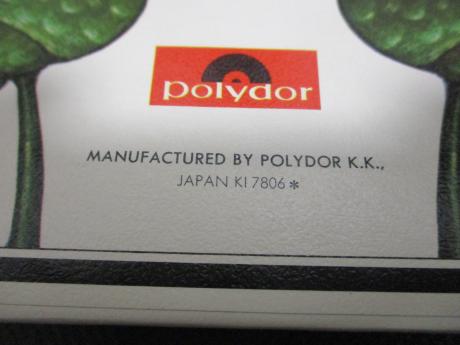 polydor
MANUFACTURED BY POLYDOR K.K.,
JAPAN KI 7806*